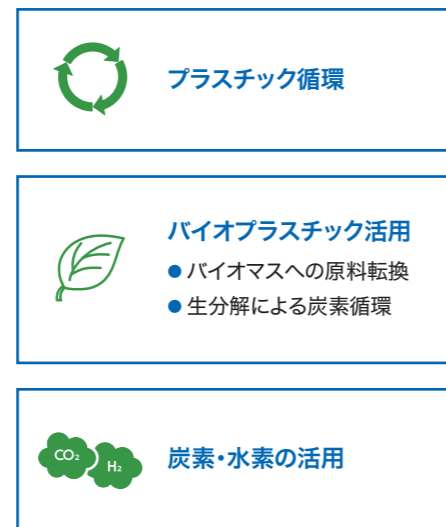 プラスチック循環
バイオプラスチック活用
● バイオマスへの原料転換
● 生分解による炭素循環
CO₂
H₂
炭素・水素の活用